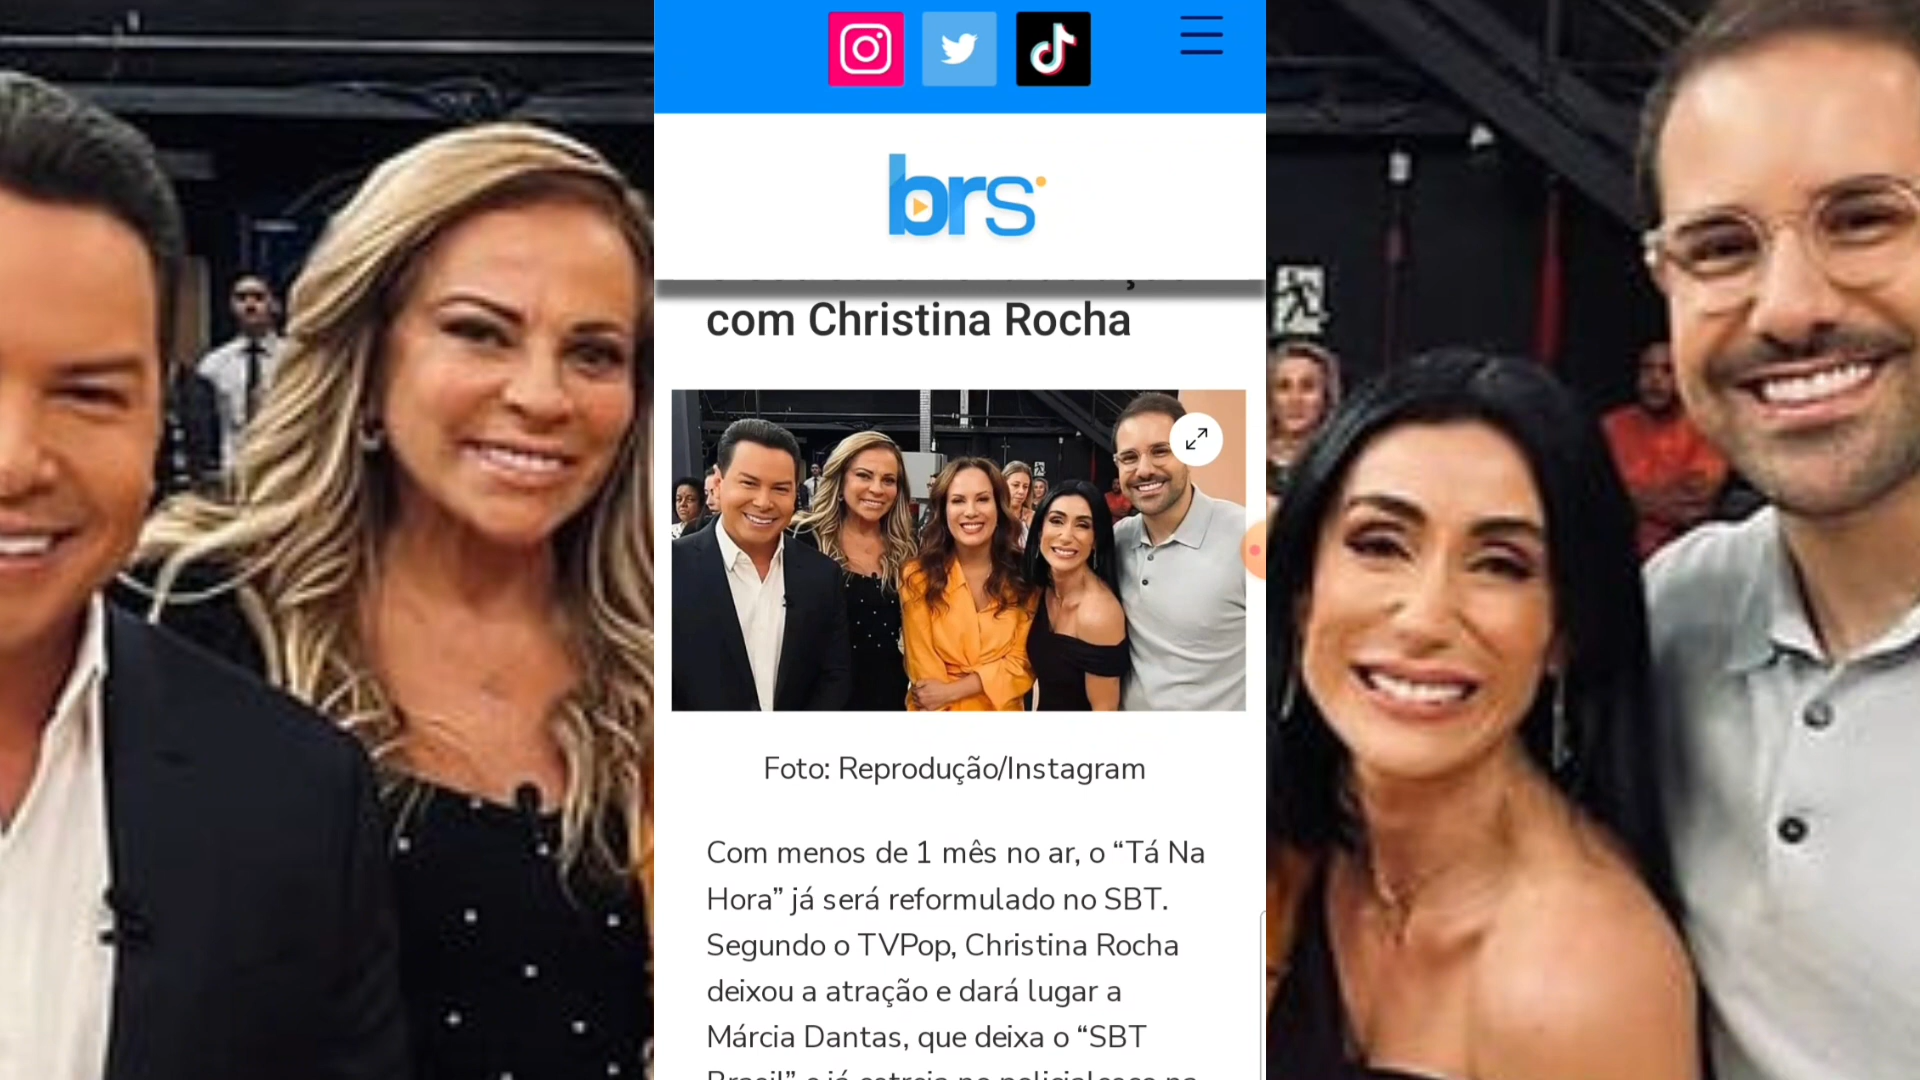 brs
com Christina Rocha
Foto: Reprodução/Instagram
Com menos de 1 mês no ar, o “Tá Na
Hora” já será reformulado no SBT.
Segundo o TVPop, Christina Rocha
deixou a atração e dará lugar a
Márcia Dantas, que deixa o “SBT